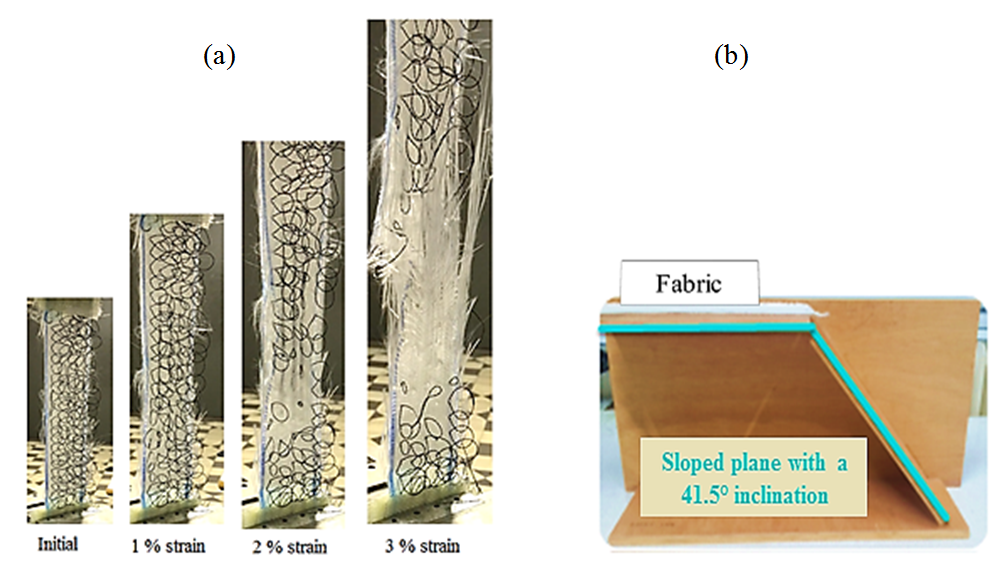 (a)
(b)
Fabric
Sloped plane with a
41.5° inclination
Initial
1 % strain
2 % strain
3 % strain